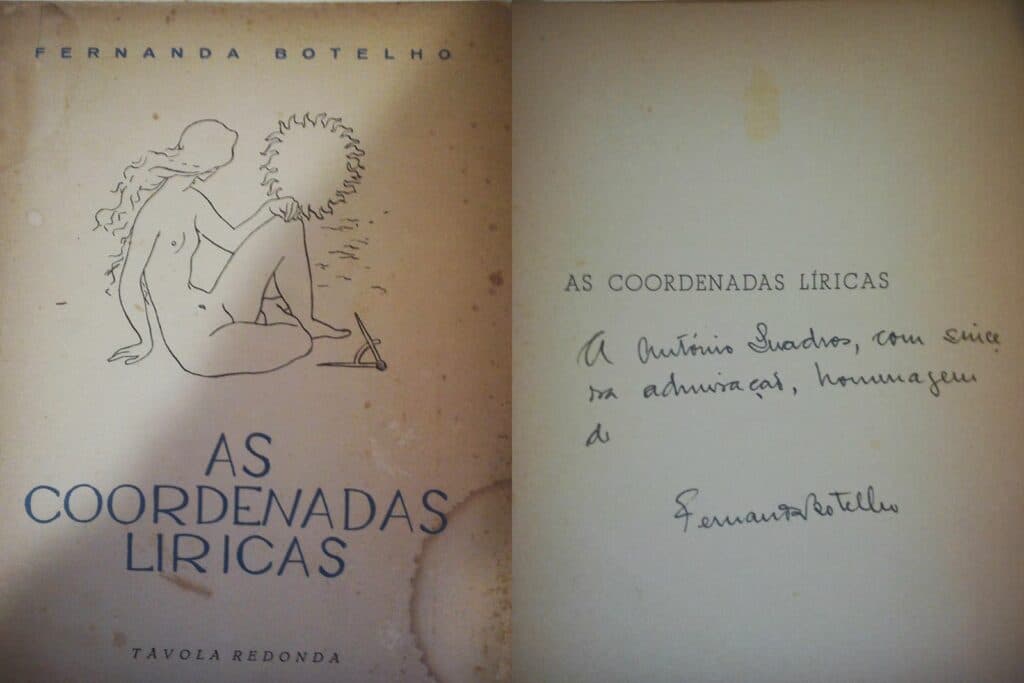 FERNANDA BOTELHO
AS
COORDENADAS
LIRICAS
TÁVOLA REDONDA
AS COORDENADAS LÍRICAS
A António Quadros, com since
ra admiração, homenagem
de
Fernanda Botelho